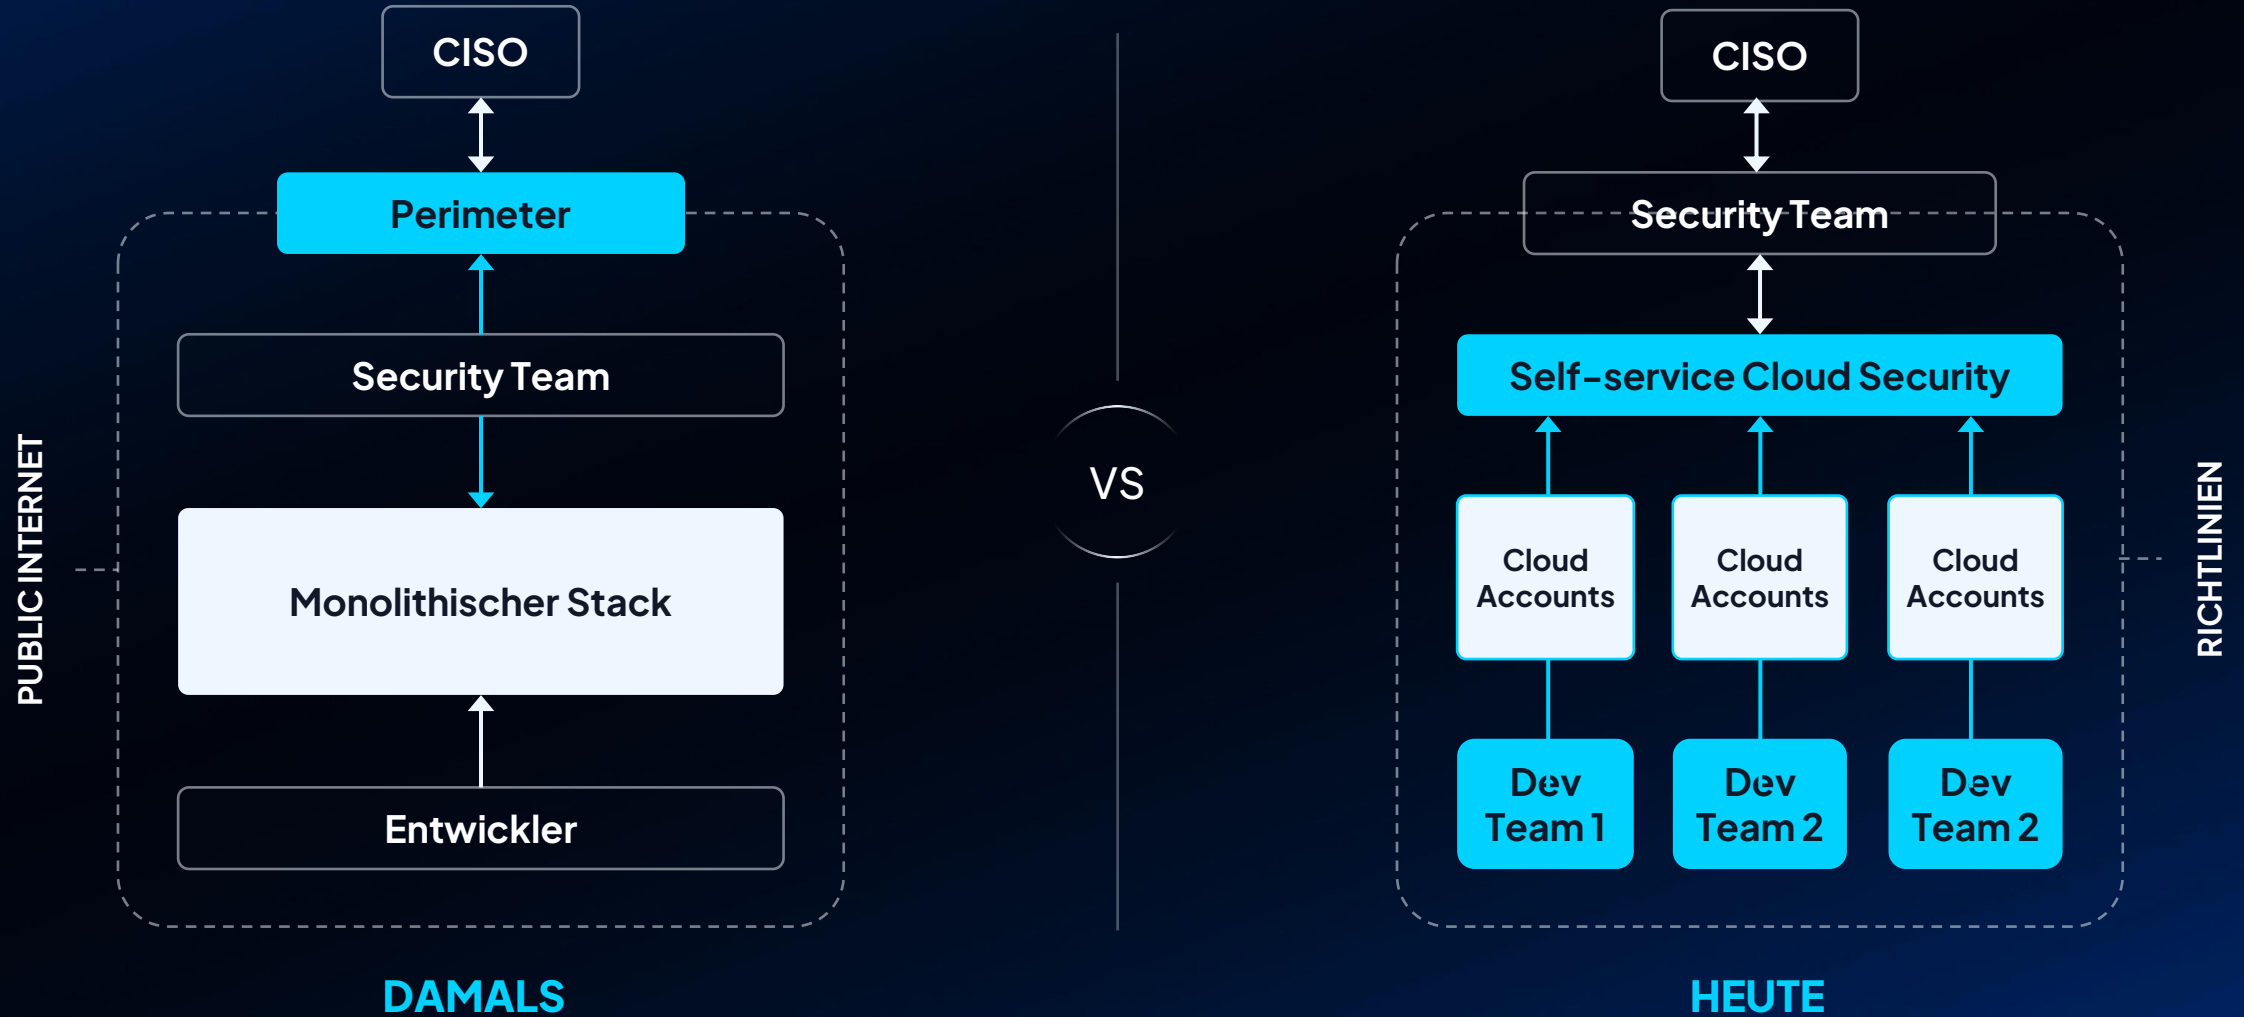 CISO
Perimeter
Security Team
Monolithischer Stack
Entwickler
PUBLIC INTERNET
DAMALS
VS
CISO
Security Team
Self-service Cloud Security
Cloud
Accounts
Cloud
Accounts
Cloud
Accounts
Dev
Team 1
Dev
Team 2
Dev
Team 2
RICHTLINIEN
HEUTE